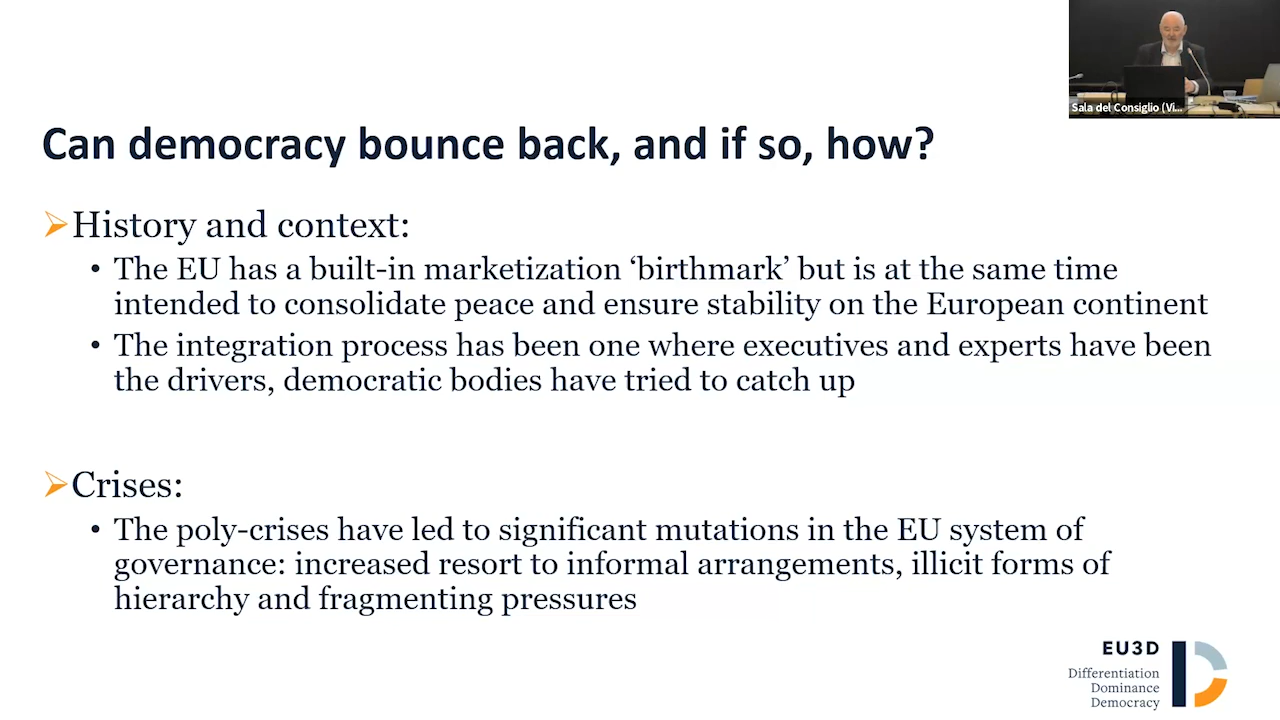 Sala del Consiglio (Vi...
Can democracy bounce back, and if so, how?
History and context:
• The EU has a built-in marketization ‘birthmark’ but is at the same time
intended to consolidate peace and ensure stability on the European continent
• The integration process has been one where executives and experts have been
the drivers, democratic bodies have tried to catch up
Crises:
• The poly-crises have led to significant mutations in the EU system of
governance: increased resort to informal arrangements, illicit forms of
hierarchy and fragmenting pressures
EU3D
Differentiation
Dominance
Democracy